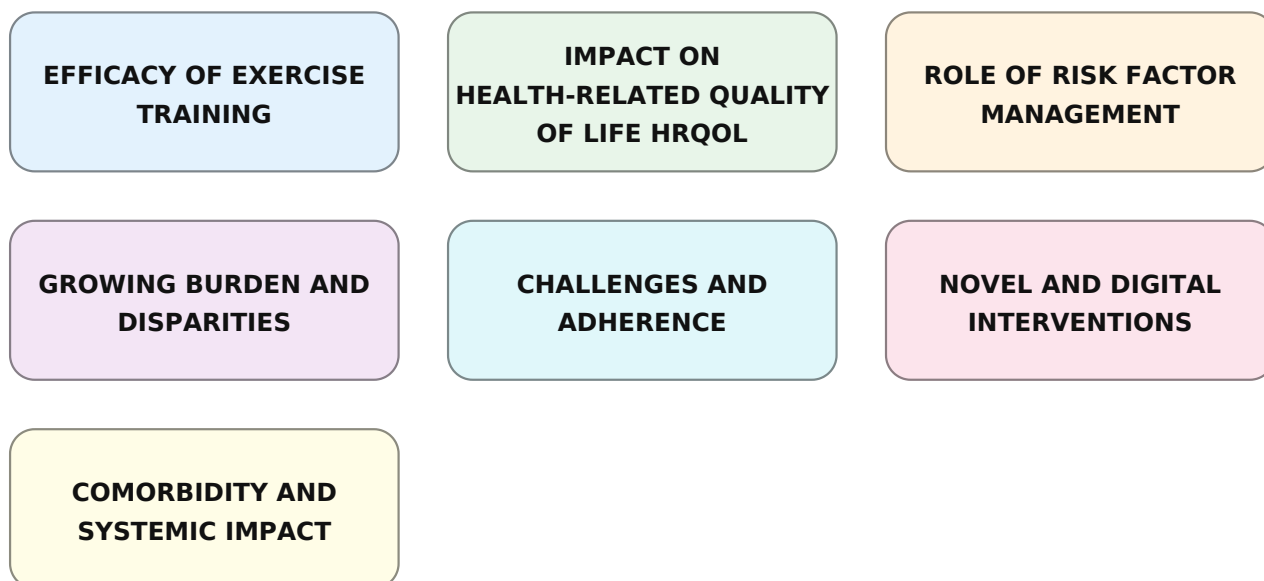 EFFICACY OF EXERCISE
TRAINING
IMPACT ON
HEALTH-RELATED QUALITY
OF LIFE HRQOL
ROLE OF RISK FACTOR
MANAGEMENT
GROWING BURDEN AND
DISPARITIES
CHALLENGES AND
ADHERENCE
NOVEL AND DIGITAL
INTERVENTIONS
COMORBIDITY AND
SYSTEMIC IMPACT